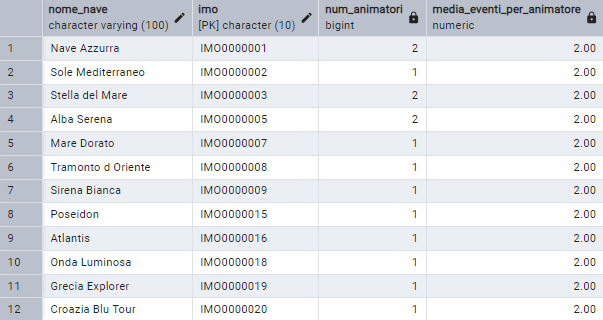 nome_nave imo num_animatori media_eventi_per_animatore
character varying (100) [PK] character (10) bigint numeric
1 Nave Azzurra IMO0000001 2 2.00
2 Sole Mediterraneo IMO0000002 1 2.00
3 Stella del Mare IMO0000003 2 2.00
4 Alba Serena IMO0000005 2 2.00
5 Mare Dorato IMO0000007 1 2.00
6 Tramonto d Oriente IMO0000008 1 2.00
7 Sirena Bianca IMO0000009 1 2.00
8 Poseidon IMO0000015 1 2.00
9 Atlantis IMO0000016 1 2.00
10 Onda Luminosa IMO0000018 1 2.00
11 Grecia Explorer IMO0000019 1 2.00
12 Croazia Blu Tour IMO0000020 1 2.00